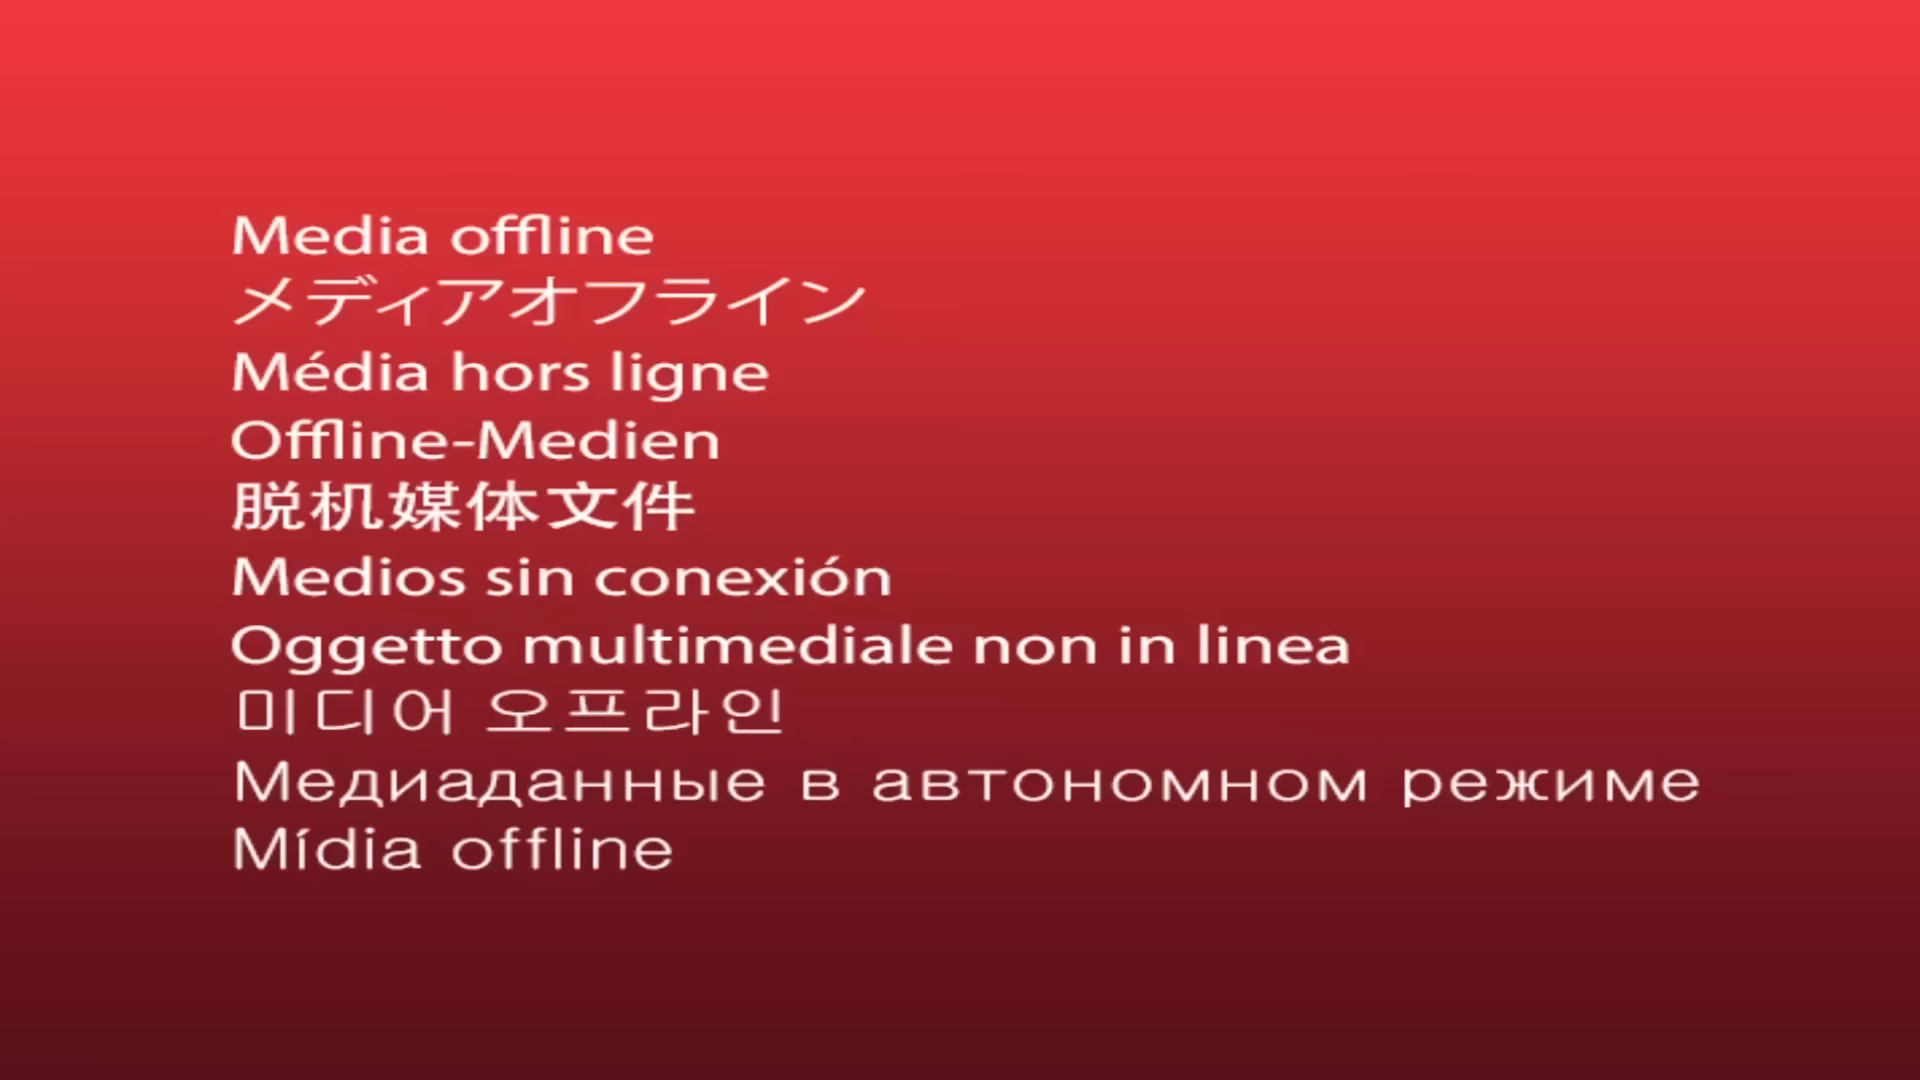 Media offline
メディアオフライン
Média hors ligne
Offline-Medien
脱机媒体文件
Medios sin conexión
Oggetto multimediale non in linea
미디어 오프라인
Медиаданные в автономном режиме
Mídia offline